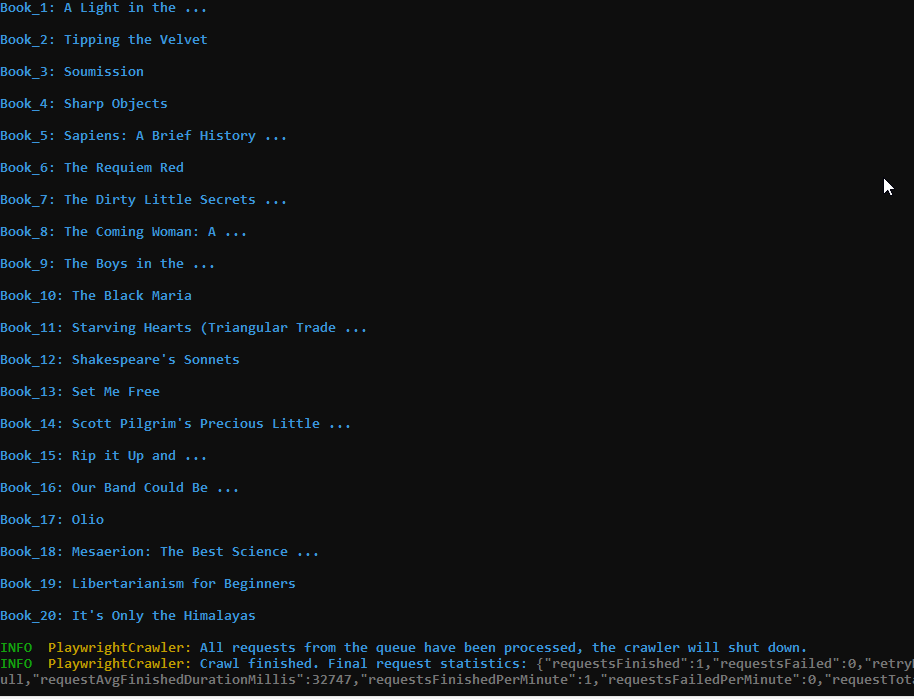 Book_1: A Light in the ...
Book_2: Tipping the Velvet
Book_3: Soumission
Book_4: Sharp Objects
Book_5: Sapiens: A Brief History ...
Book_6: The Requiem Red
Book_7: The Dirty Little Secrets ...
Book_8: The Coming Woman: A ...
Book_9: The Boys in the ...
Book_10: The Black Maria
Book_11: Starving Hearts (Triangular Trade ...
Book_12: Shakespeare's Sonnets
Book_13: Set Me Free
Book_14: Scott Pilgrim's Precious Little ...
Book_15: Rip it Up and ...
Book_16: Our Band Could Be ...
Book_17: Olio
Book_18: Mesaerion: The Best Science ...
Book_19: Libertarianism for Beginners
Book_20: It's Only the Himalayas
INFO  PlaywrightCrawler: All requests from the queue have been processed, the crawler will shut down.
INFO  PlaywrightCrawler: Crawl finished. Final request statistics: {"requestsFinished":1,"requestsFailed":0,"retry
ull,"requestAvgFinishedDurationMillis":32747,"requestsFinishedPerMinute":1,"requestsFailedPerMinute":0,"requestTot